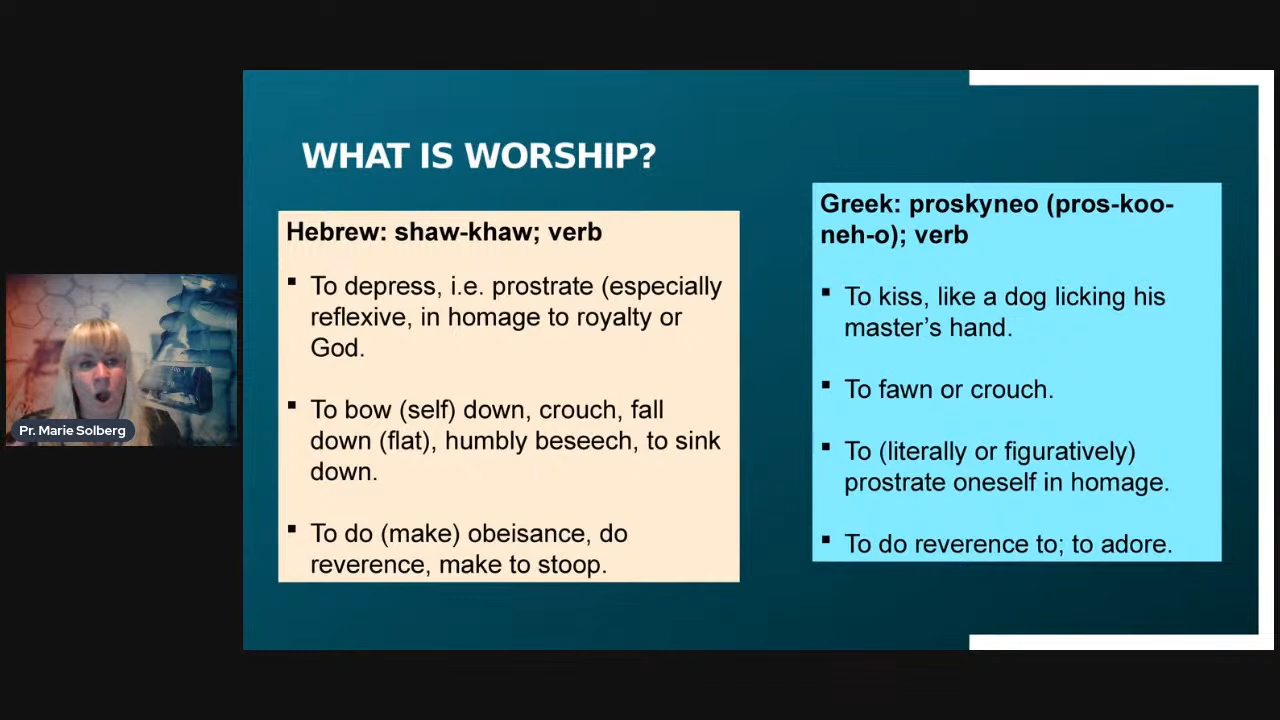 WHAT IS WORSHIP?
Hebrew: shaw-khaw; verb
▪ To depress, i.e. prostrate (especially
reflexive, in homage to royalty or
God.
▪ To bow (self) down, crouch, fall
down (flat), humbly beseech, to sink
down.
▪ To do (make) obeisance, do
reverence, make to stoop.
Greek: proskyneo (pros-koo-
neh-o); verb
▪ To kiss, like a dog licking his
master’s hand.
▪ To fawn or crouch.
▪ To (literally or figuratively)
prostrate oneself in homage.
▪ To do reverence to; to adore.
Pr. Marie Solberg